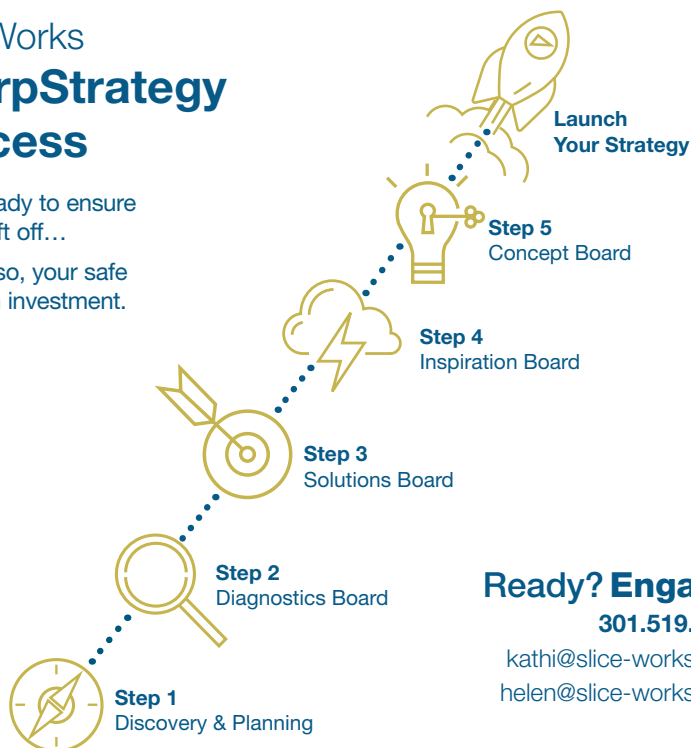 Works
rpStrategy
cess
ady to ensure
ft off…
so, your safe
investment.
Launch
Your Strategy
Step 5
Concept Board
Step 4
Inspiration Board
Step 3
Solutions Board
Step 2
Diagnostics Board
Ready? Enga
301.519.
kathi@slice-works
helen@slice-works
Step 1
Discovery & Planning